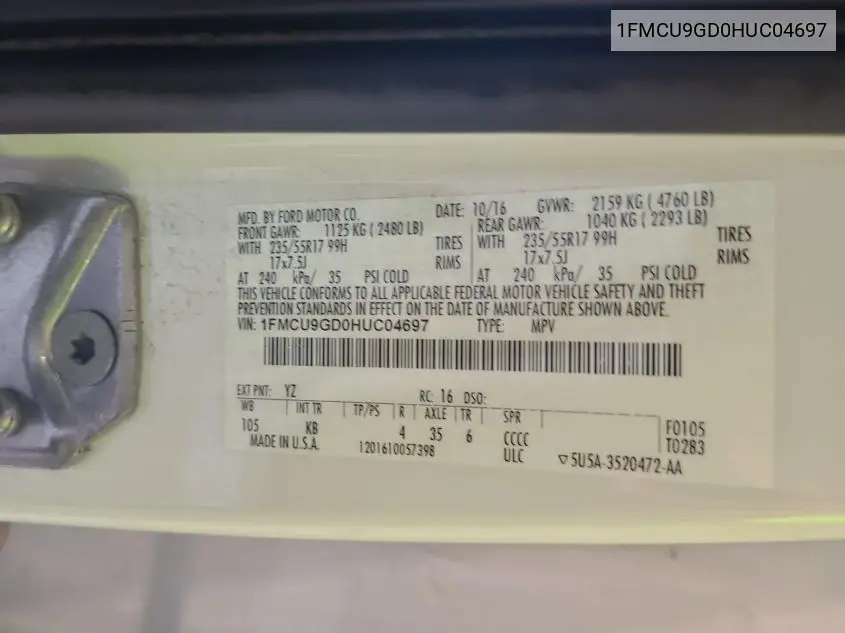 1FMCU9GD0HUC04697
MFD. BY FORD MOTOR CO. DATE: 10/16 GVWR: 2159 KG ( 4760 LB)
FRONT GAWR: 1125 KG ( 2480 LB) REAR GAWR: 1040 KG ( 2293 LB)
WITH 235/55R17 99H TIRES WITH 235/55R17 99H TIRES
17x7.5J RIMS 17x7.5J RIMS
AT 240 kPa/ 35 PSI COLD AT 240 kPa/ 35 PSI COLD
THIS VEHICLE CONFORMS TO ALL APPLICABLE FEDERAL MOTOR VEHICLE SAFETY AND THEFT
PREVENTION STANDARDS IN EFFECT ON THE DATE OF MANUFACTURE SHOWN ABOVE.
VIN: 1FMCU9GD0HUC04697 TYPE: MPV
EXT PNT: YZ RC: 16 DSO:
WB INT TR TP/PS R AXLE TR SPR
105 KB 4 35 6 CCCC F0105
MADE IN U.S.A. 1201610057398 ULC T0283
▽5U5A-3520472-AA